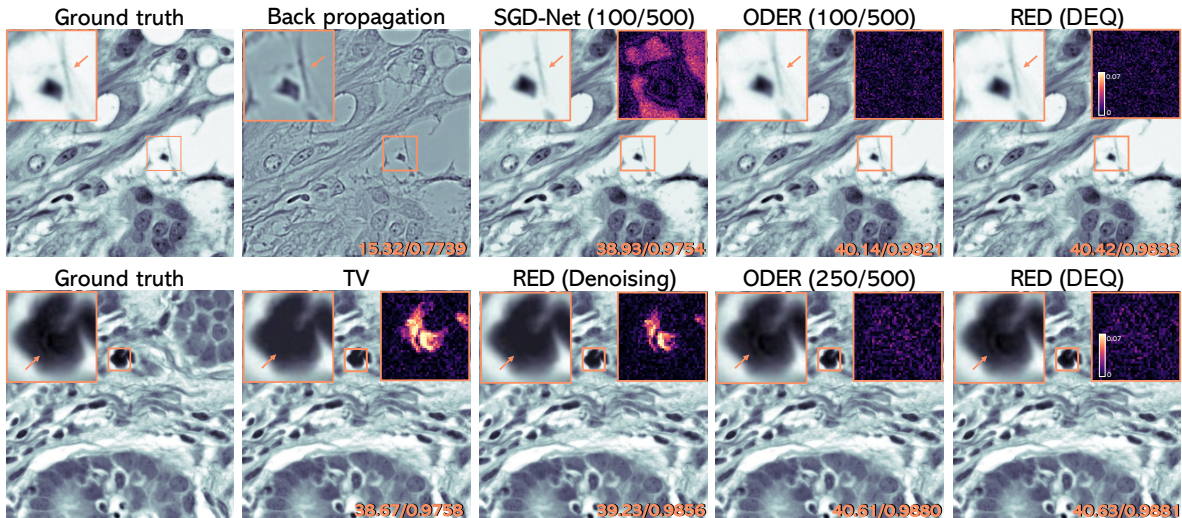 Ground truth
Back propagation
SGD-Net (100/500)
ODER (100/500)
RED (DEQ)
0.07
0
15.32/0.7739
38.93/0.9754
40.14/0.9821
40.42/0.9833
Ground truth
TV
RED (Denoising)
ODER (250/500)
RED (DEQ)
0.07
0
38.67/0.9758
39.23/0.9856
40.61/0.9880
40.63/0.9881